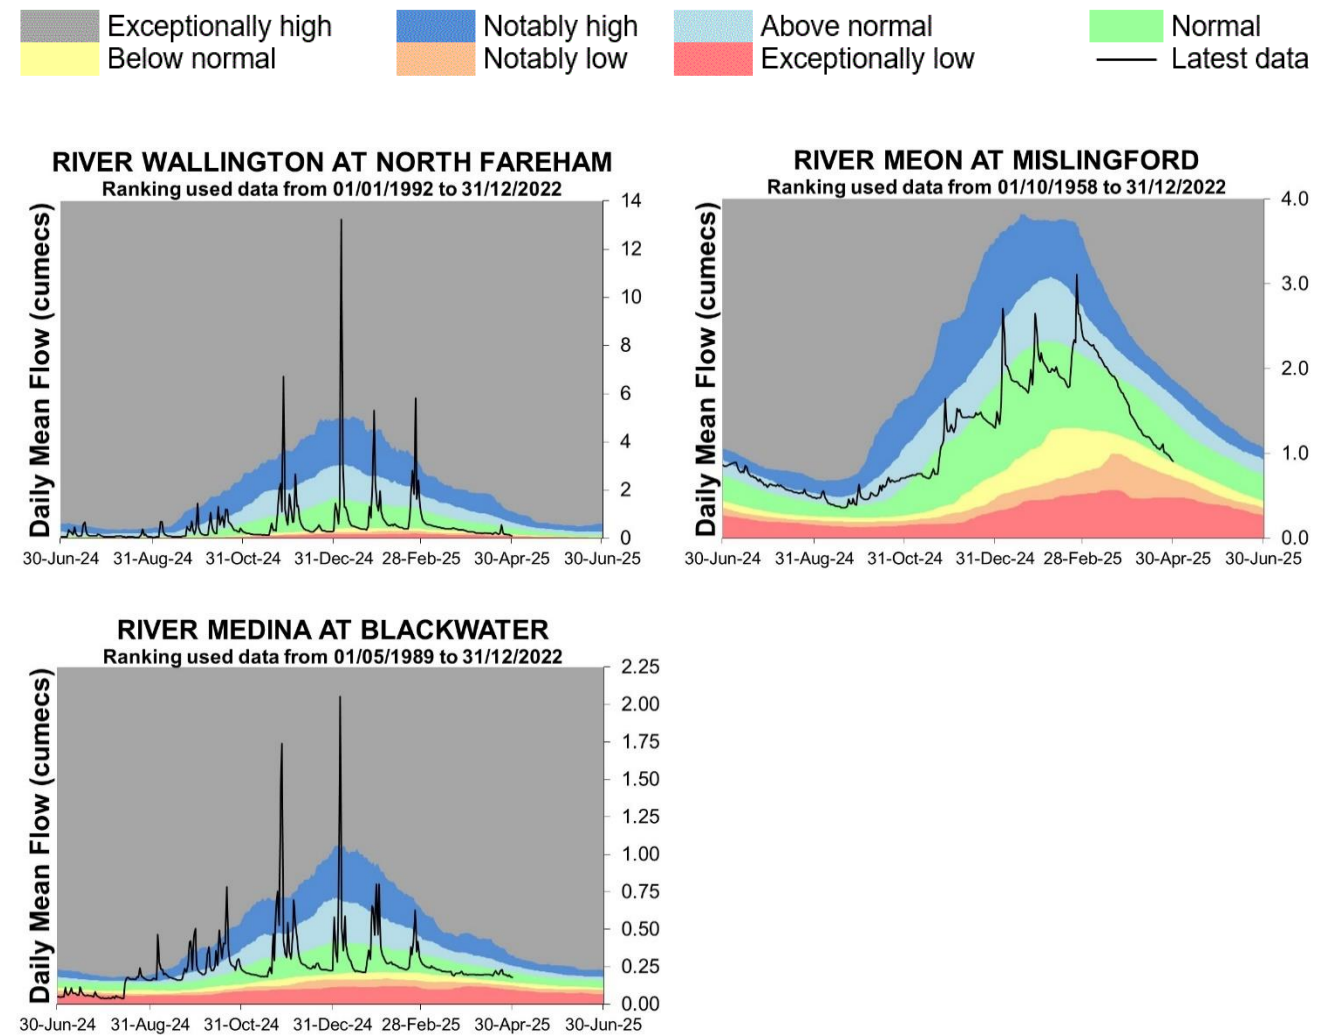 Exceptionally high Notably high Above normal Normal
Below normal Notably low Exceptionally low Latest data
RIVER WALLINGTON AT NORTH FAREHAM
Ranking used data from 01/01/1992 to 31/12/2022
Daily Mean Flow (cumecs)
14
12
10
8
6
4
2
0
30-Jun-24 31-Aug-24 31-Oct-24 31-Dec-24 28-Feb-25 30-Apr-25 30-Jun-25
RIVER MEON AT MISLINGFORD
Ranking used data from 01/10/1958 to 31/12/2022
Daily Mean Flow (cumecs)
4.0
3.0
2.0
1.0
0.0
30-Jun-24 31-Aug-24 31-Oct-24 31-Dec-24 28-Feb-25 30-Apr-25 30-Jun-25
RIVER MEDINA AT BLACKWATER
Ranking used data from 01/05/1989 to 31/12/2022
Daily Mean Flow (cumecs)
2.25
2.00
1.75
1.50
1.25
1.00
0.75
0.50
0.25
0.00
30-Jun-24 31-Aug-24 31-Oct-24 31-Dec-24 28-Feb-25 30-Apr-25 30-Jun-25